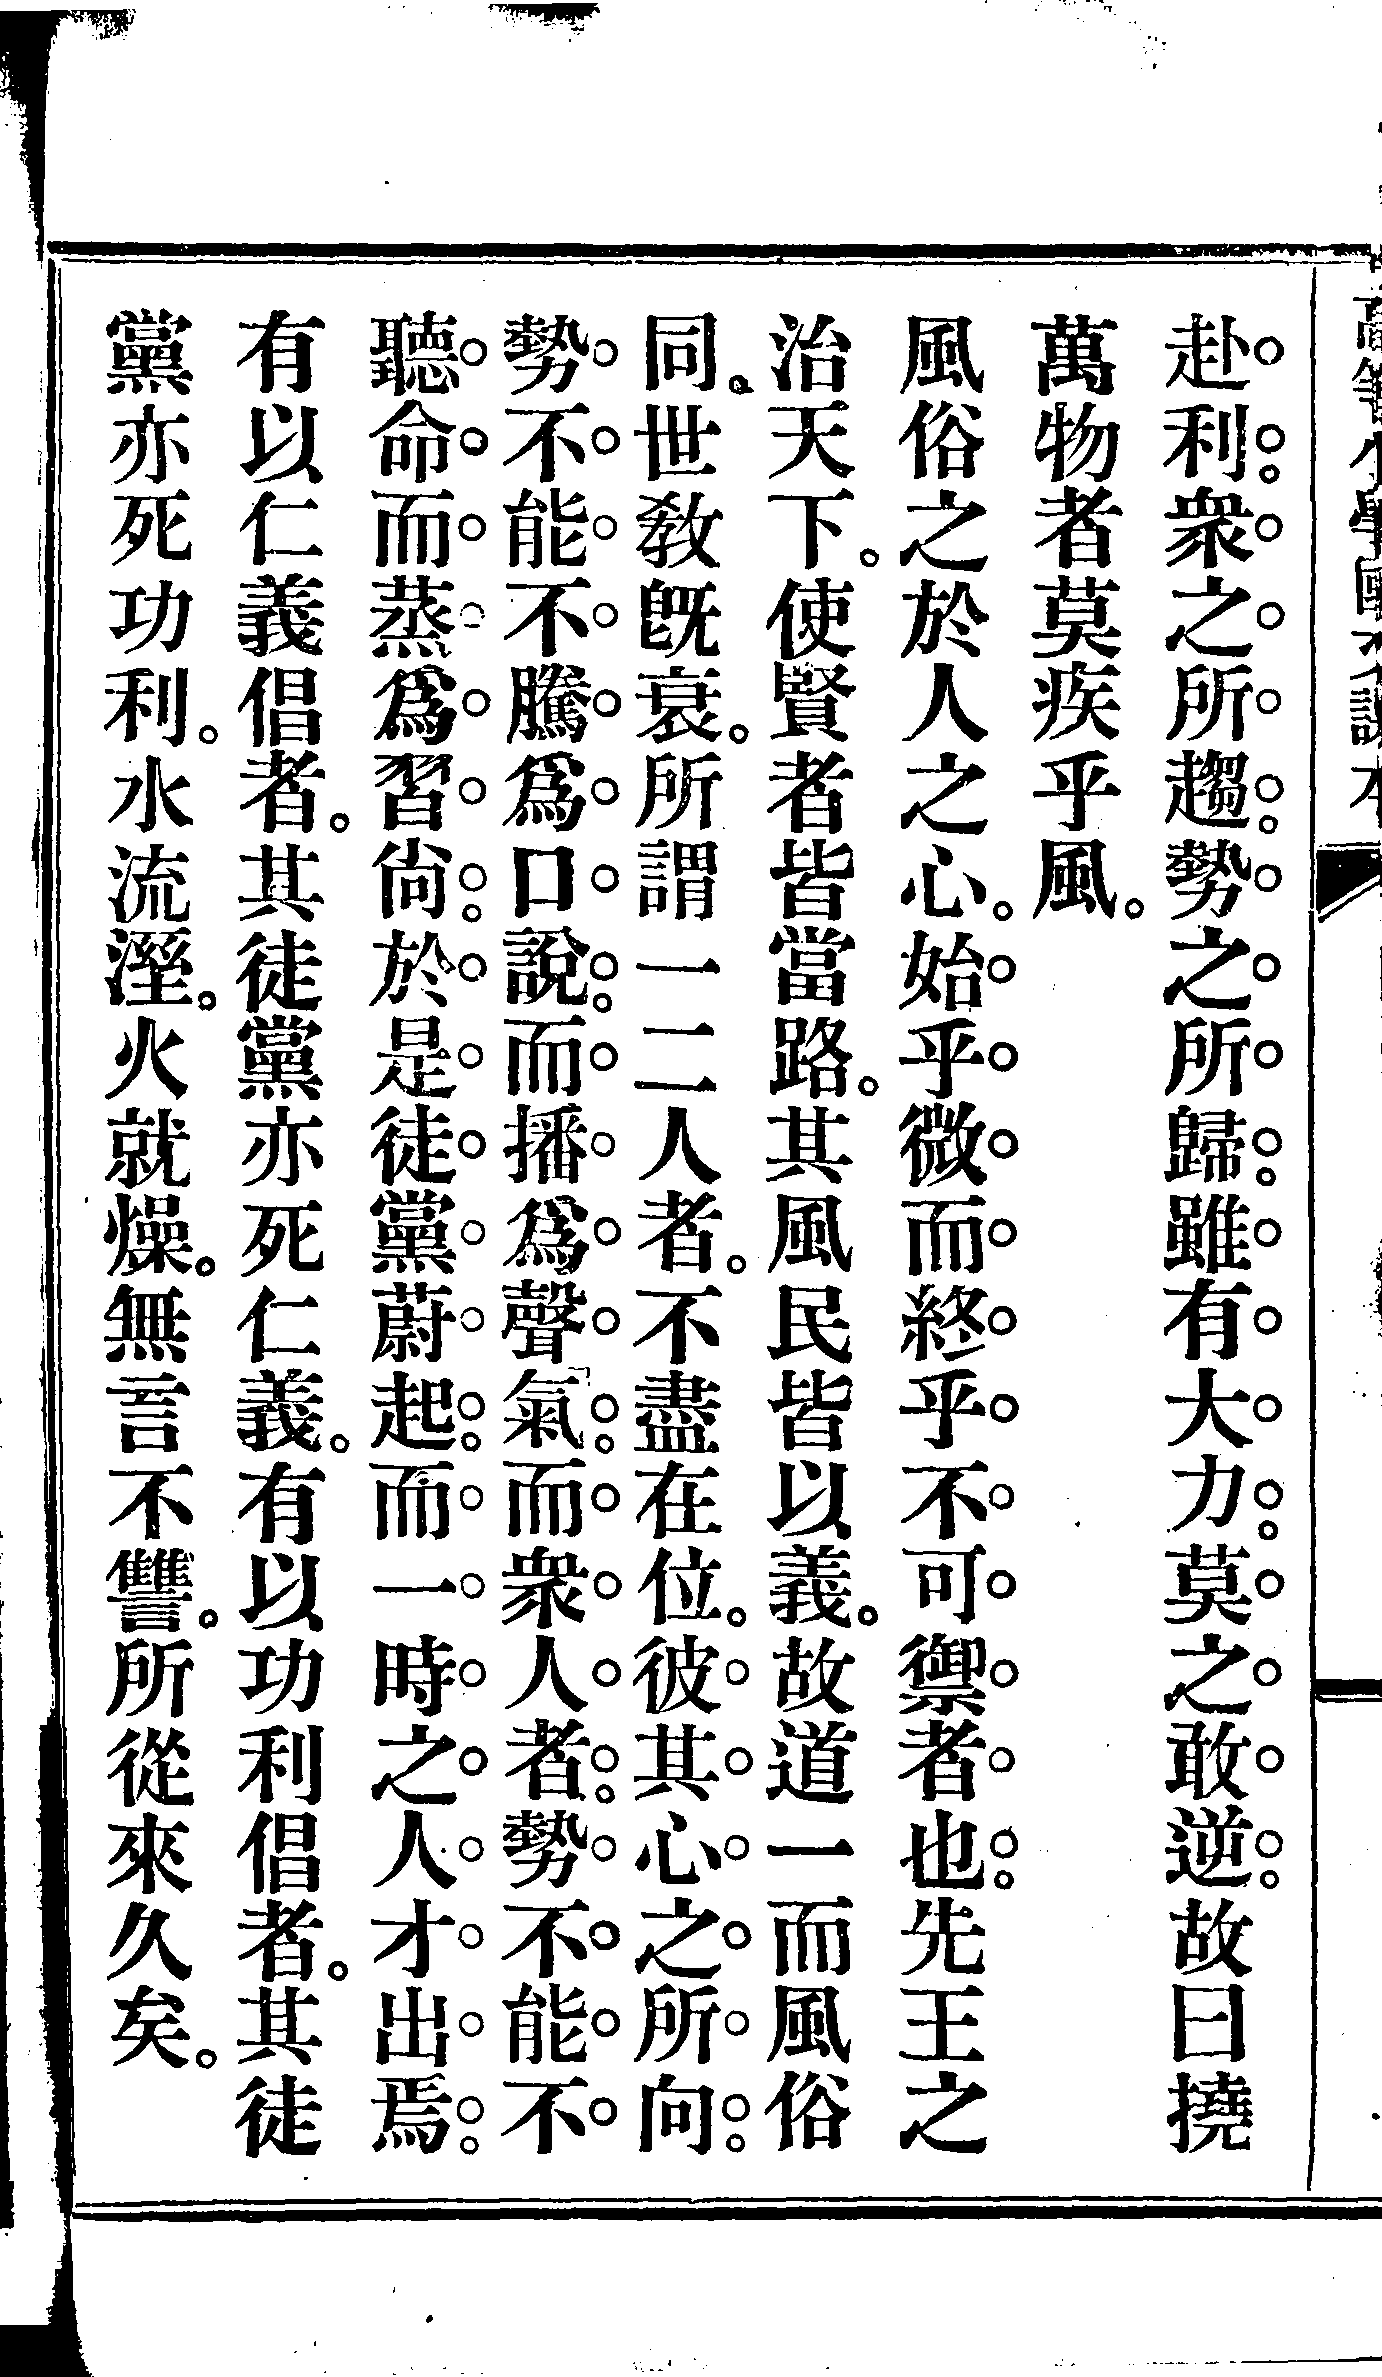 高等小學國文讀本
赴利。衆之所趨。勢之所歸。雖有大力。莫之敢逆。故曰撓
萬物者莫疾乎風。
風俗之於人之心。始乎微而終乎不可禦者也。先王之
治天下。使賢者皆當路。其風民皆以義。故道一而風俗
同。世敎旣衰。所謂一二人者。不盡在位。彼其心之所向。
勢不能不騰爲口說。而播爲聲氣。而衆人者。勢不能不
聽命而蒸爲習尙。於是徒黨蔚起。而一時之人才出焉。
有以仁義倡者。其徒黨亦死仁義。有以功利倡者。其徒
黨亦死功利。水流溼。火就燥。無言不讐。所從來久矣。